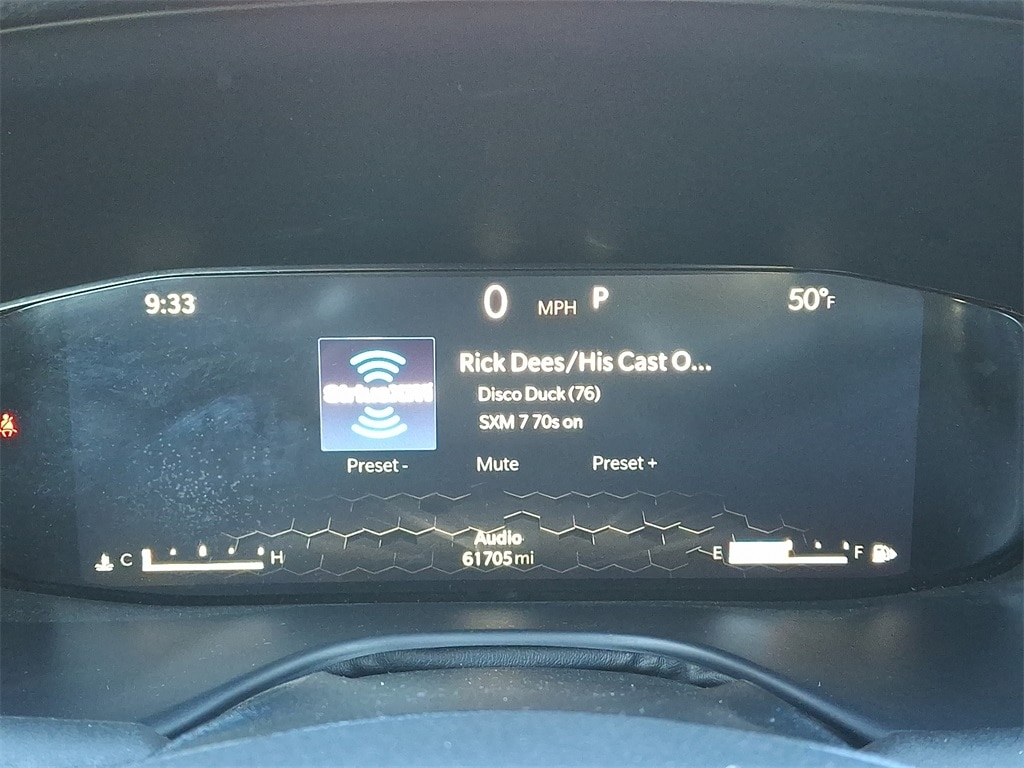 9:33
0 MPH P
50°F
SiriusXM
Rick Dees/His Cast O...
Disco Duck (76)
SXM 7 70s on
Preset - Mute Preset +
Audio
61705 mi
C H
E F